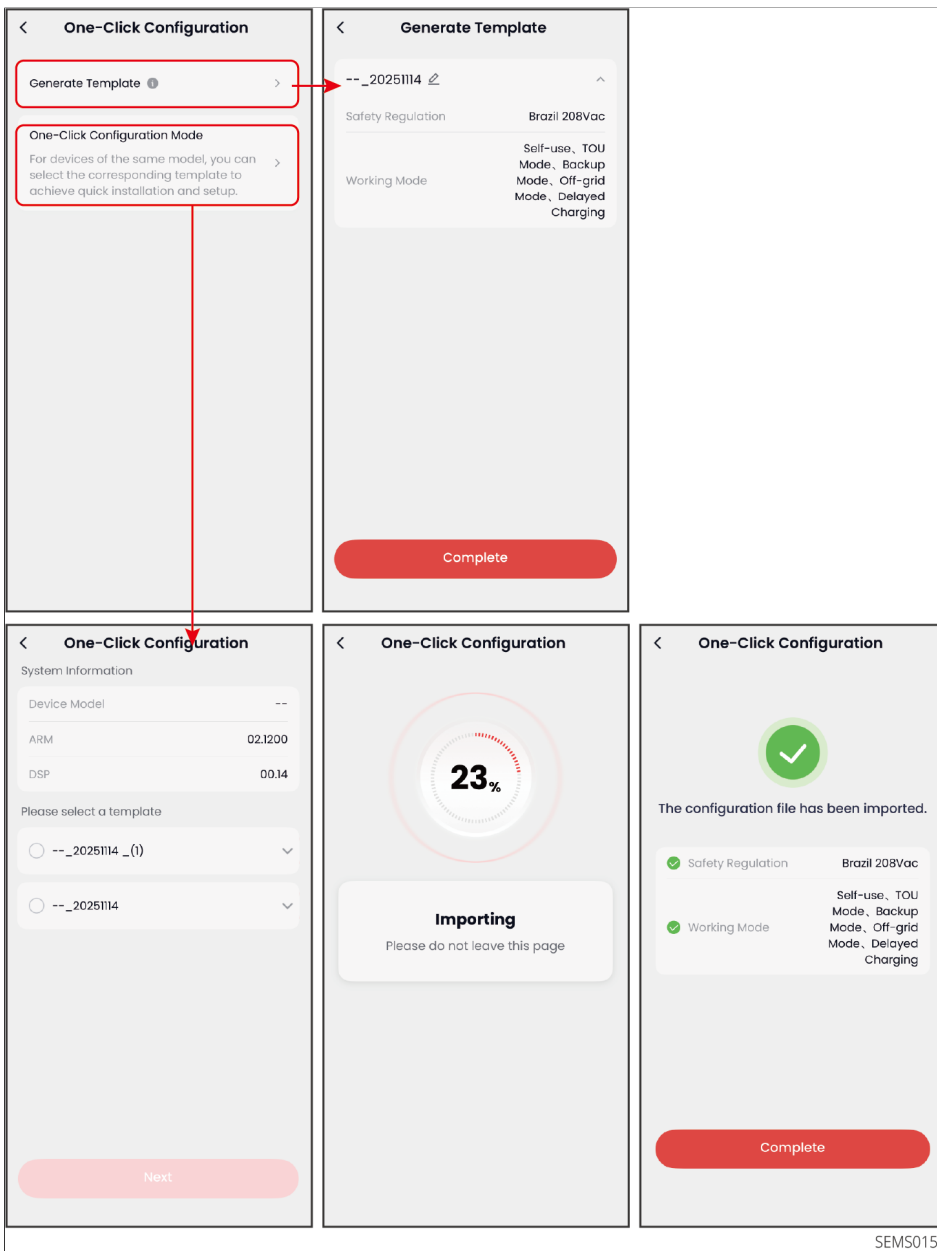 One-Click Configuration
Generate Template
One-Click Configuration Mode
For devices of the same model, you can
select the corresponding template to
achieve quick installation and setup.
Generate Template
--_20251114
Safety Regulation
Brazil 208Vac
Working Mode
Self-use、TOU
Mode、Backup
Mode、Off-grid
Mode、Delayed
Charging
Complete
One-Click Configuration
System Information
Device Model --
ARM 02.1200
DSP 00.14
Please select a template
--_20251114 _(1)
--_20251114
Next
One-Click Configuration
23%
Importing
Please do not leave this page
One-Click Configuration
The configuration file has been imported.
Safety Regulation
Brazil 208Vac
Working Mode
Self-use、TOU
Mode、Backup
Mode、Off-grid
Mode、Delayed
Charging
Complete
SEMS015